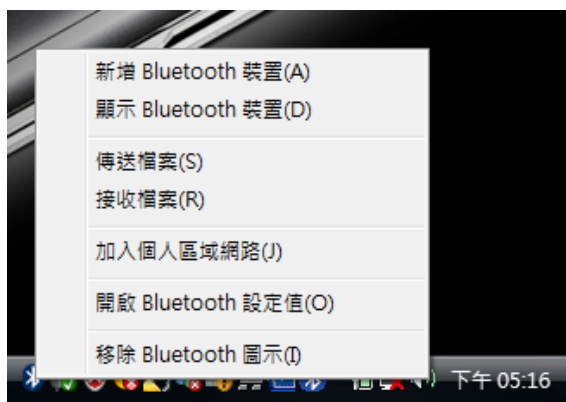 新增 Bluetooth 裝置(A)
顯示 Bluetooth 裝置(D)
傳送檔案(S)
接收檔案(R)
加入個人區域網路(J)
開啟 Bluetooth 設定值(O)
移除 Bluetooth 圖示(I)
下午 05:16